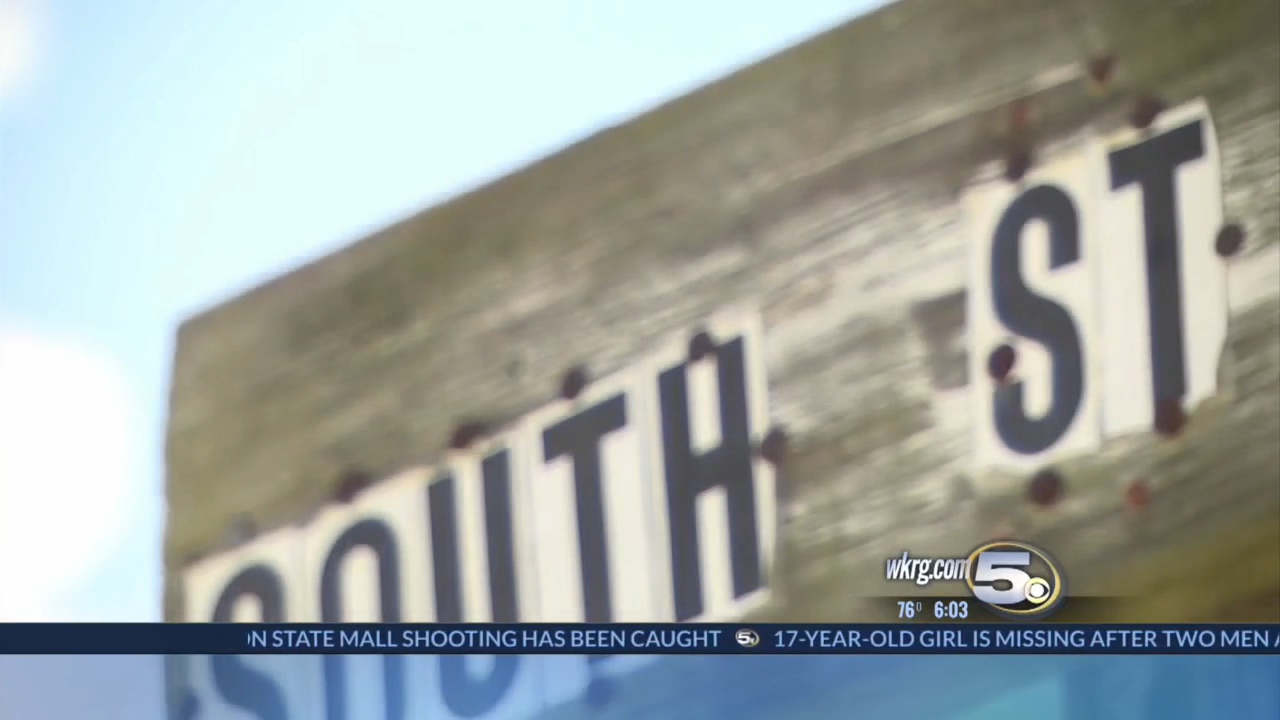 SOUTH ST
wkrg.com 5
76° 6:03
N STATE MALL SHOOTING HAS BEEN CAUGHT 5 17-YEAR-OLD GIRL IS MISSING AFTER TWO MEN